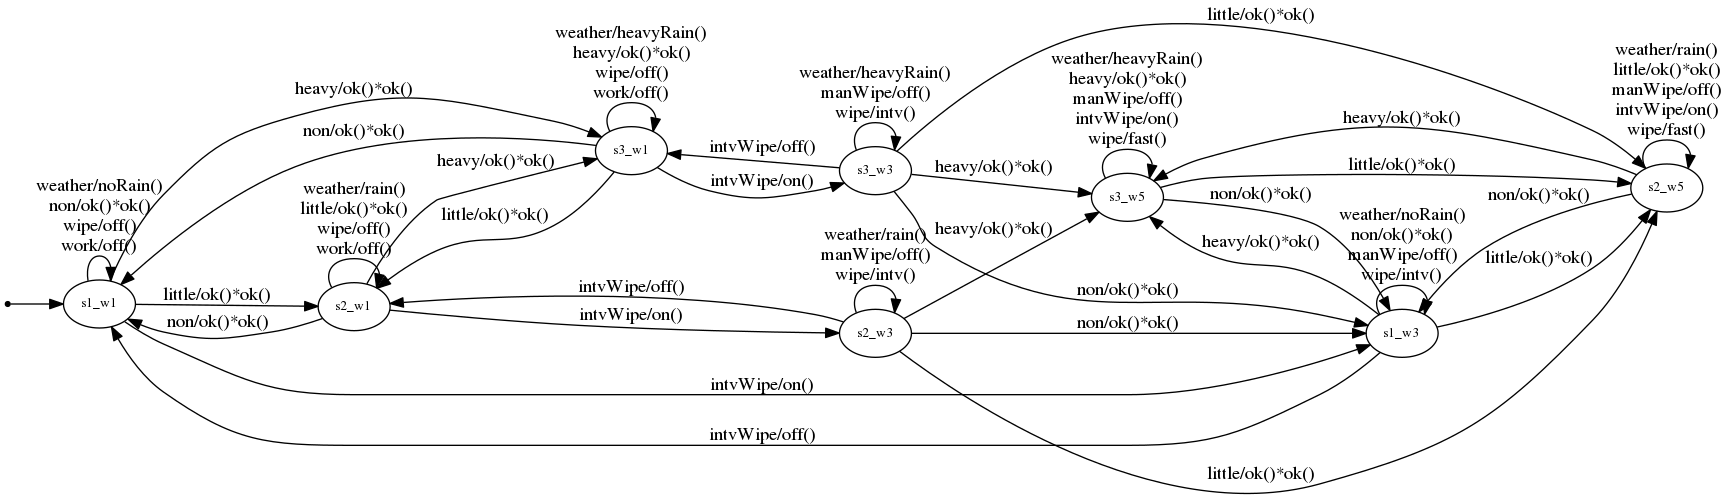 little/ok()*ok()
weather/heavyRain()
heavy/ok()*ok()
wipe/off()
work/off()
weather/rain()
little/ok()*ok()
manWipe/off()
intvWipe/on()
wipe/fast()
weather/heavyRain()
heavy/ok()*ok()
manWipe/off()
intvWipe/on()
wipe/fast()
weather/heavyRain()
manWipe/off()
wipe/intv()
heavy/ok()*ok()
non/ok()*ok()
heavy/ok()*ok()
s3_w1
intvWipe/off()
intvWipe/on()
s3_w3
heavy/ok()*ok()
heavy/ok()*ok()
little/ok()*ok()
s3_w5
s2_w5
weather/noRain()
non/ok()*ok()
wipe/off()
work/off()
weather/rain()
little/ok()*ok()
wipe/off()
work/off()
little/ok()*ok()
non/ok()*ok()
non/ok()*ok()
weather/rain()
manWipe/off()
wipe/intv()
heavy/ok()*ok()
heavy/ok()*ok()
weather/noRain()
non/ok()*ok()
manWipe/off()
wipe/intv()
little/ok()*ok()
s1_w1
little/ok()*ok()
non/ok()*ok()
s2_w1
intvWipe/off()
intvWipe/on()
s2_w3
non/ok()*ok()
non/ok()*ok()
s1_w3
intvWipe/on()
intvWipe/off()
little/ok()*ok()